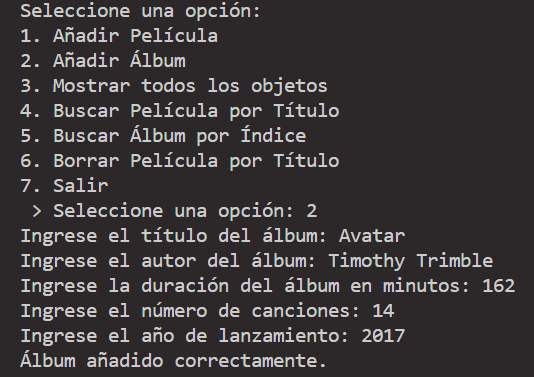 Seleccione una opción:
1. Añadir Película
2. Añadir Álbum
3. Mostrar todos los objetos
4. Buscar Película por Título
5. Buscar Álbum por Índice
6. Borrar Película por Título
7. Salir
 > Seleccione una opción: 2
Ingrese el título del álbum: Avatar
Ingrese el autor del álbum: Timothy Trimble
Ingrese la duración del álbum en minutos: 162
Ingrese el número de canciones: 14
Ingrese el año de lanzamiento: 2017
Álbum añadido correctamente.